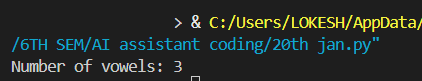 > & C:/Users/LOKESH/AppData/
/6TH SEM/AI assistant coding/20th jan.py"
Number of vowels: 3